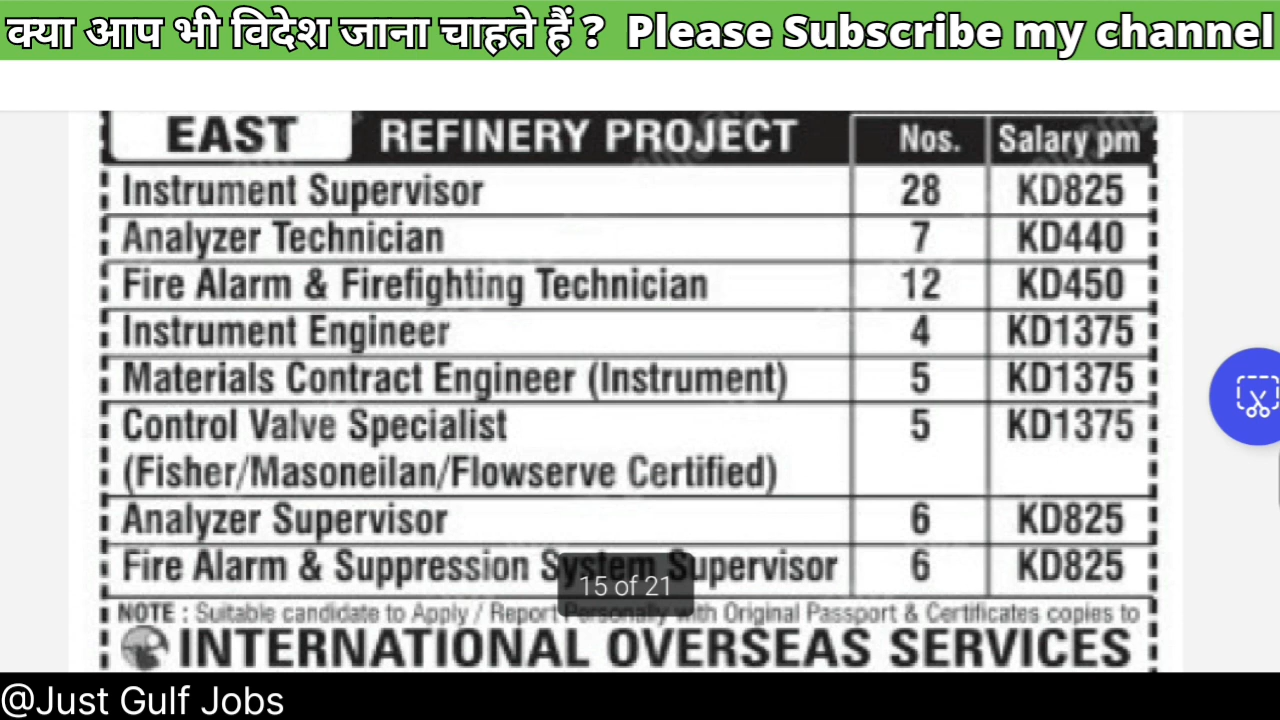 क्या आप भी विदेश जाना चाहते हैं ? Please Subscribe my channel
EAST REFINERY PROJECT Nos. Salary pm
Instrument Supervisor 28 KD825
Analyzer Technician 7 KD440
Fire Alarm & Firefighting Technician 12 KD450
Instrument Engineer 4 KD1375
Materials Contract Engineer (Instrument) 5 KD1375
Control Valve Specialist 5 KD1375
(Fisher/Masoneilan/Flowserve Certified)
Analyzer Supervisor 6 KD825
Fire Alarm & Suppression System Supervisor 6 KD825
15 of 21
NOTE : Suitable candidate to Apply / Report Personally with Original Passport & Certificates copies to
INTERNATIONAL OVERSEAS SERVICES
@Just Gulf Jobs